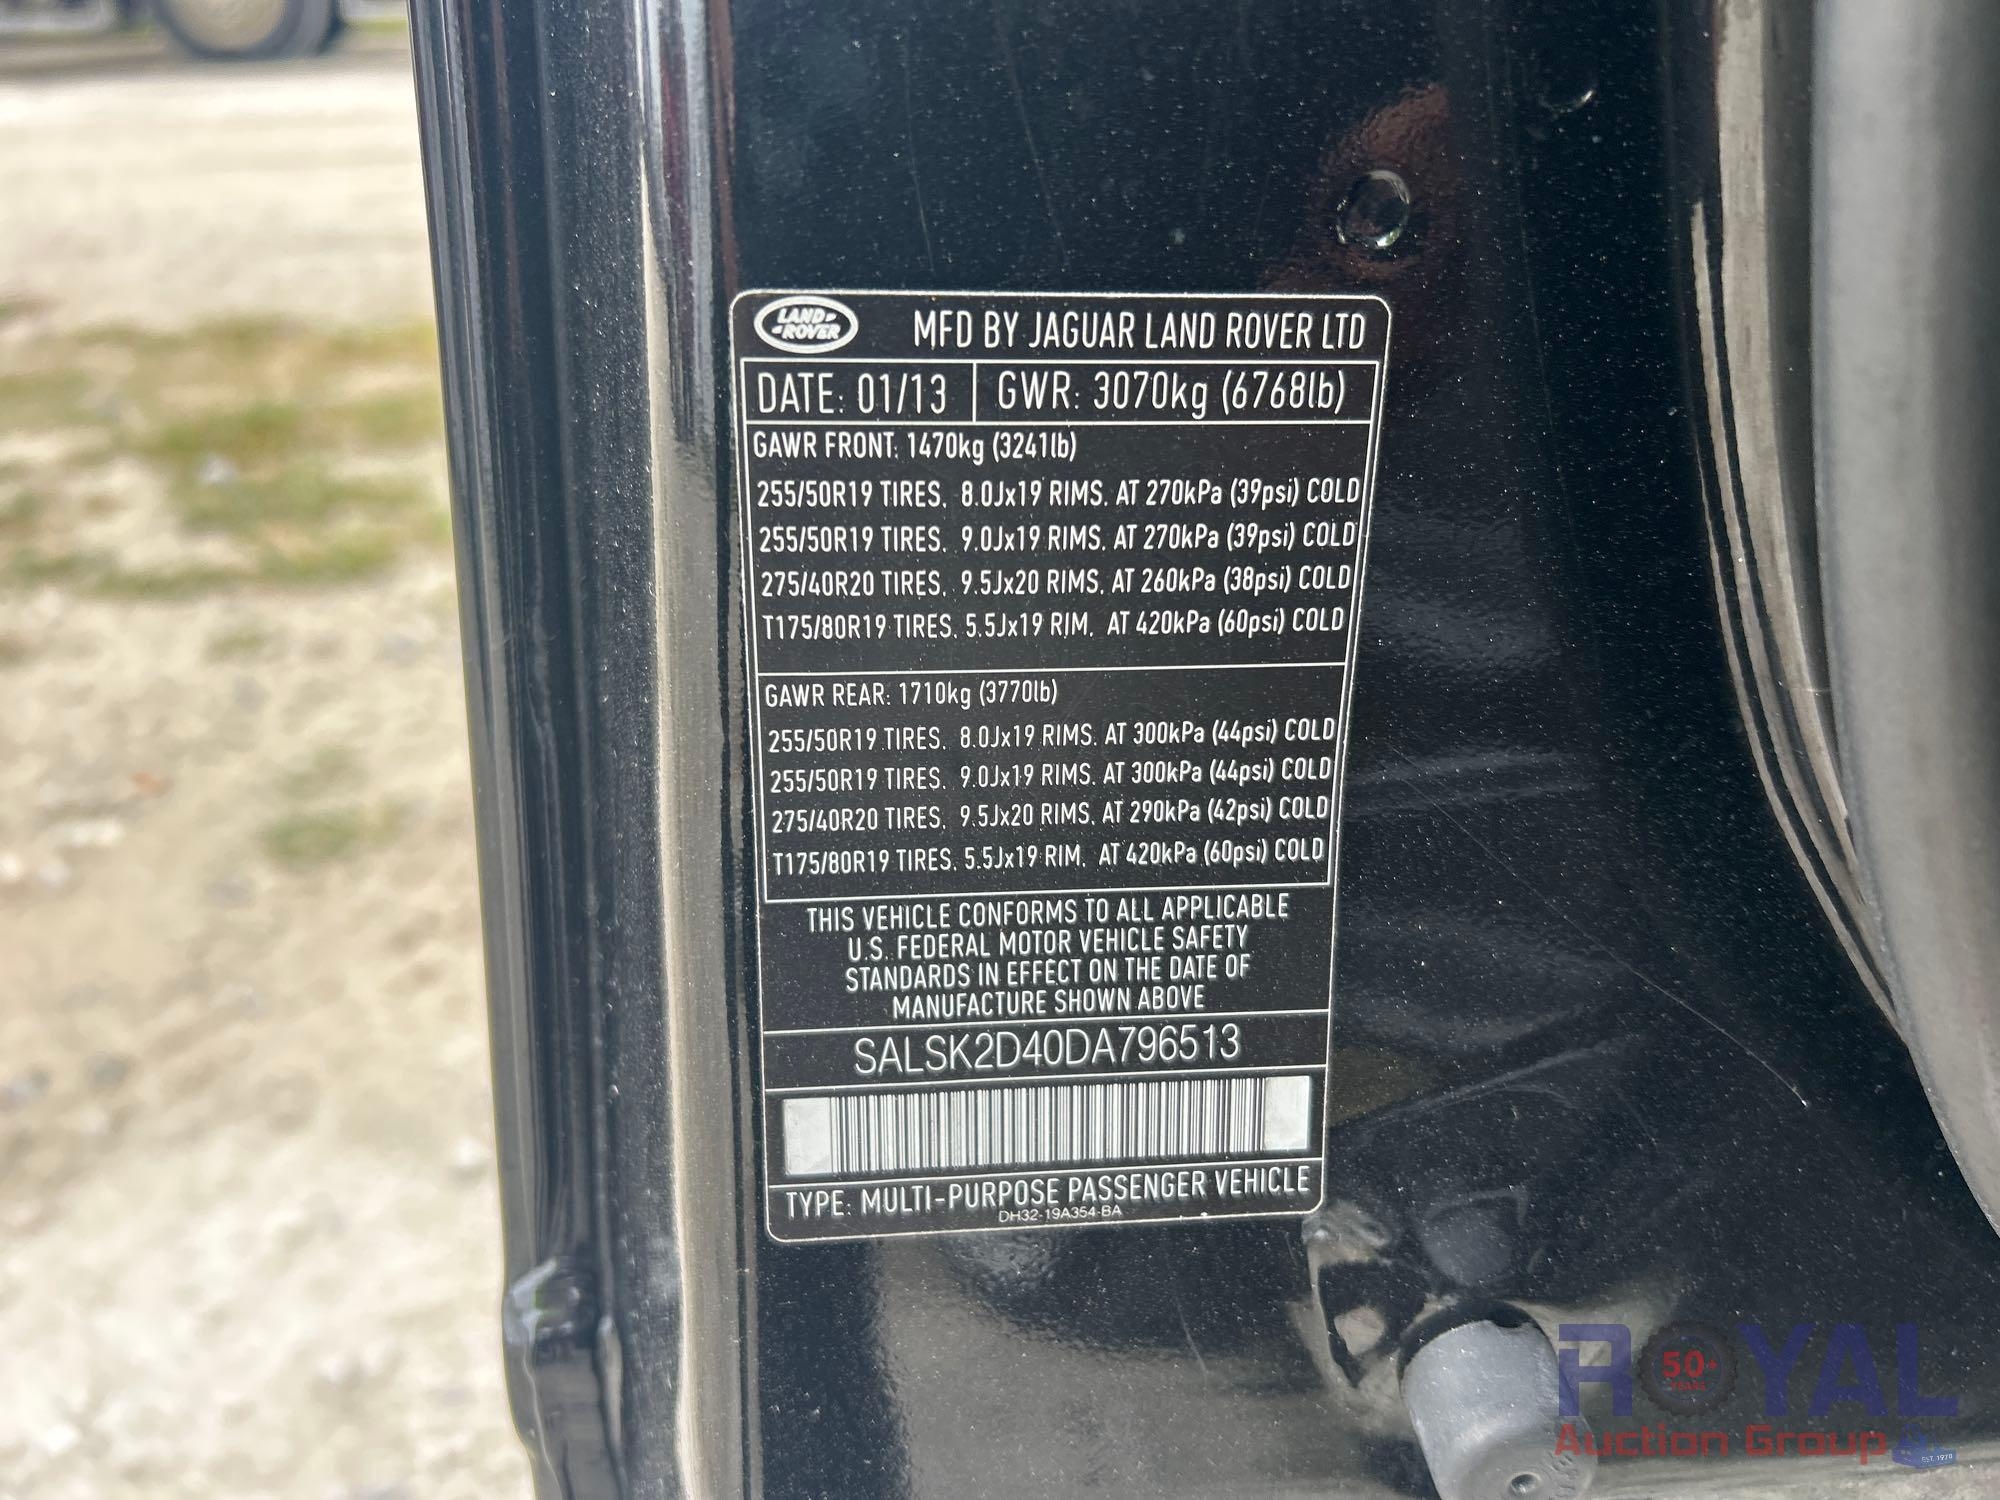 LAND ROVER
MFD BY JAGUAR LAND ROVER LTD
DATE: 01/13 GWR: 3070kg (6768lb)
GAWR FRONT: 1470kg (3241lb)
255/50R19 TIRES, 8.0Jx19 RIMS, AT 270kPa (39psi) COLD
255/50R19 TIRES, 9.0Jx19 RIMS, AT 270kPa (39psi) COLD
275/40R20 TIRES, 9.5Jx20 RIMS, AT 260kPa (38psi) COLD
T175/80R19 TIRES, 5.5Jx19 RIM, AT 420kPa (60psi) COLD
GAWR REAR: 1710kg (3770lb)
255/50R19 TIRES, 8.0Jx19 RIMS, AT 300kPa (44psi) COLD
255/50R19 TIRES, 9.0Jx19 RIMS, AT 300kPa (44psi) COLD
275/40R20 TIRES, 9.5Jx20 RIMS, AT 290kPa (42psi) COLD
T175/80R19 TIRES, 5.5Jx19 RIM, AT 420kPa (60psi) COLD
THIS VEHICLE CONFORMS TO ALL APPLICABLE
U.S. FEDERAL MOTOR VEHICLE SAFETY
STANDARDS IN EFFECT ON THE DATE OF
MANUFACTURE SHOWN ABOVE
SALSK2D40DA796513
TYPE: MULTI-PURPOSE PASSENGER VEHICLE
DH32-19A354-BA
ROYAL
50+
YEARS
Auction Group
EST. 1970